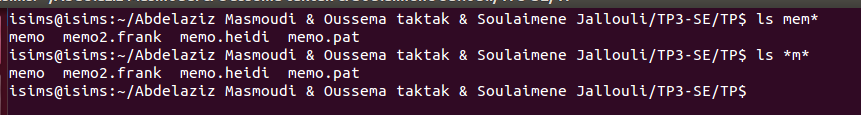 isims@isims:~/Abdelaziz Masmoudi & Oussema taktak & Soulaimene Jallouli/TP3-SE/TP$ ls mem*
memo  memo2.frank  memo.heidi  memo.pat
isims@isims:~/Abdelaziz Masmoudi & Oussema taktak & Soulaimene Jallouli/TP3-SE/TP$ ls *m*
memo  memo2.frank  memo.heidi  memo.pat
isims@isims:~/Abdelaziz Masmoudi & Oussema taktak & Soulaimene Jallouli/TP3-SE/TP$